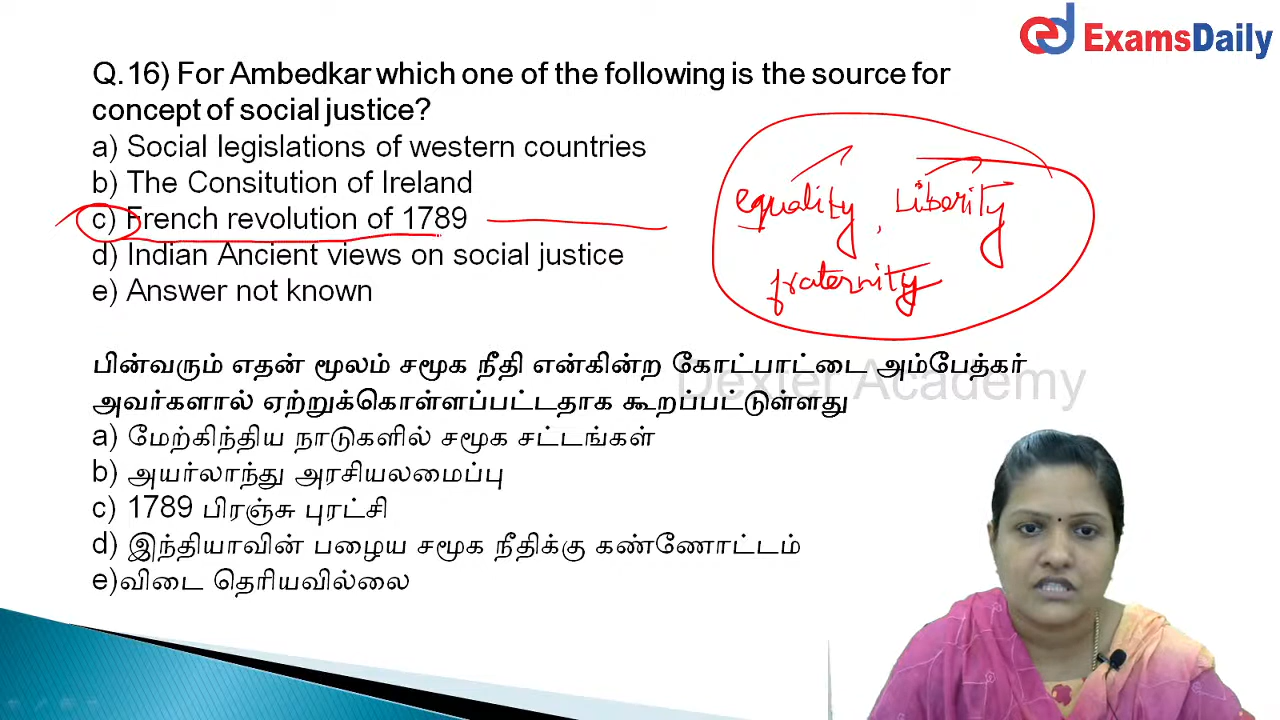 ExamsDaily
Q.16) For Ambedkar which one of the following is the source for
concept of social justice?
a) Social legislations of western countries
b) The Consitution of Ireland
c) French revolution of 1789
d) Indian Ancient views on social justice
e) Answer not known
equality, Liberity
fraternity
பின்வரும் எதன் மூலம் சமூக நீதி என்கின்ற கோட்பாட்டை அம்பேத்கர்
அவர்களால் ஏற்றுக்கொள்ளப்பட்டதாக கூறப்பட்டுள்ளது
Dexter Academy
a) மேற்கிந்திய நாடுகளில் சமூக சட்டங்கள்
b) அயர்லாந்து அரசியலமைப்பு
c) 1789 பிரஞ்சு புரட்சி
d) இந்தியாவின் பழைய சமூக நீதிக்கு கண்ணோட்டம்
e)விடை தெரியவில்லை